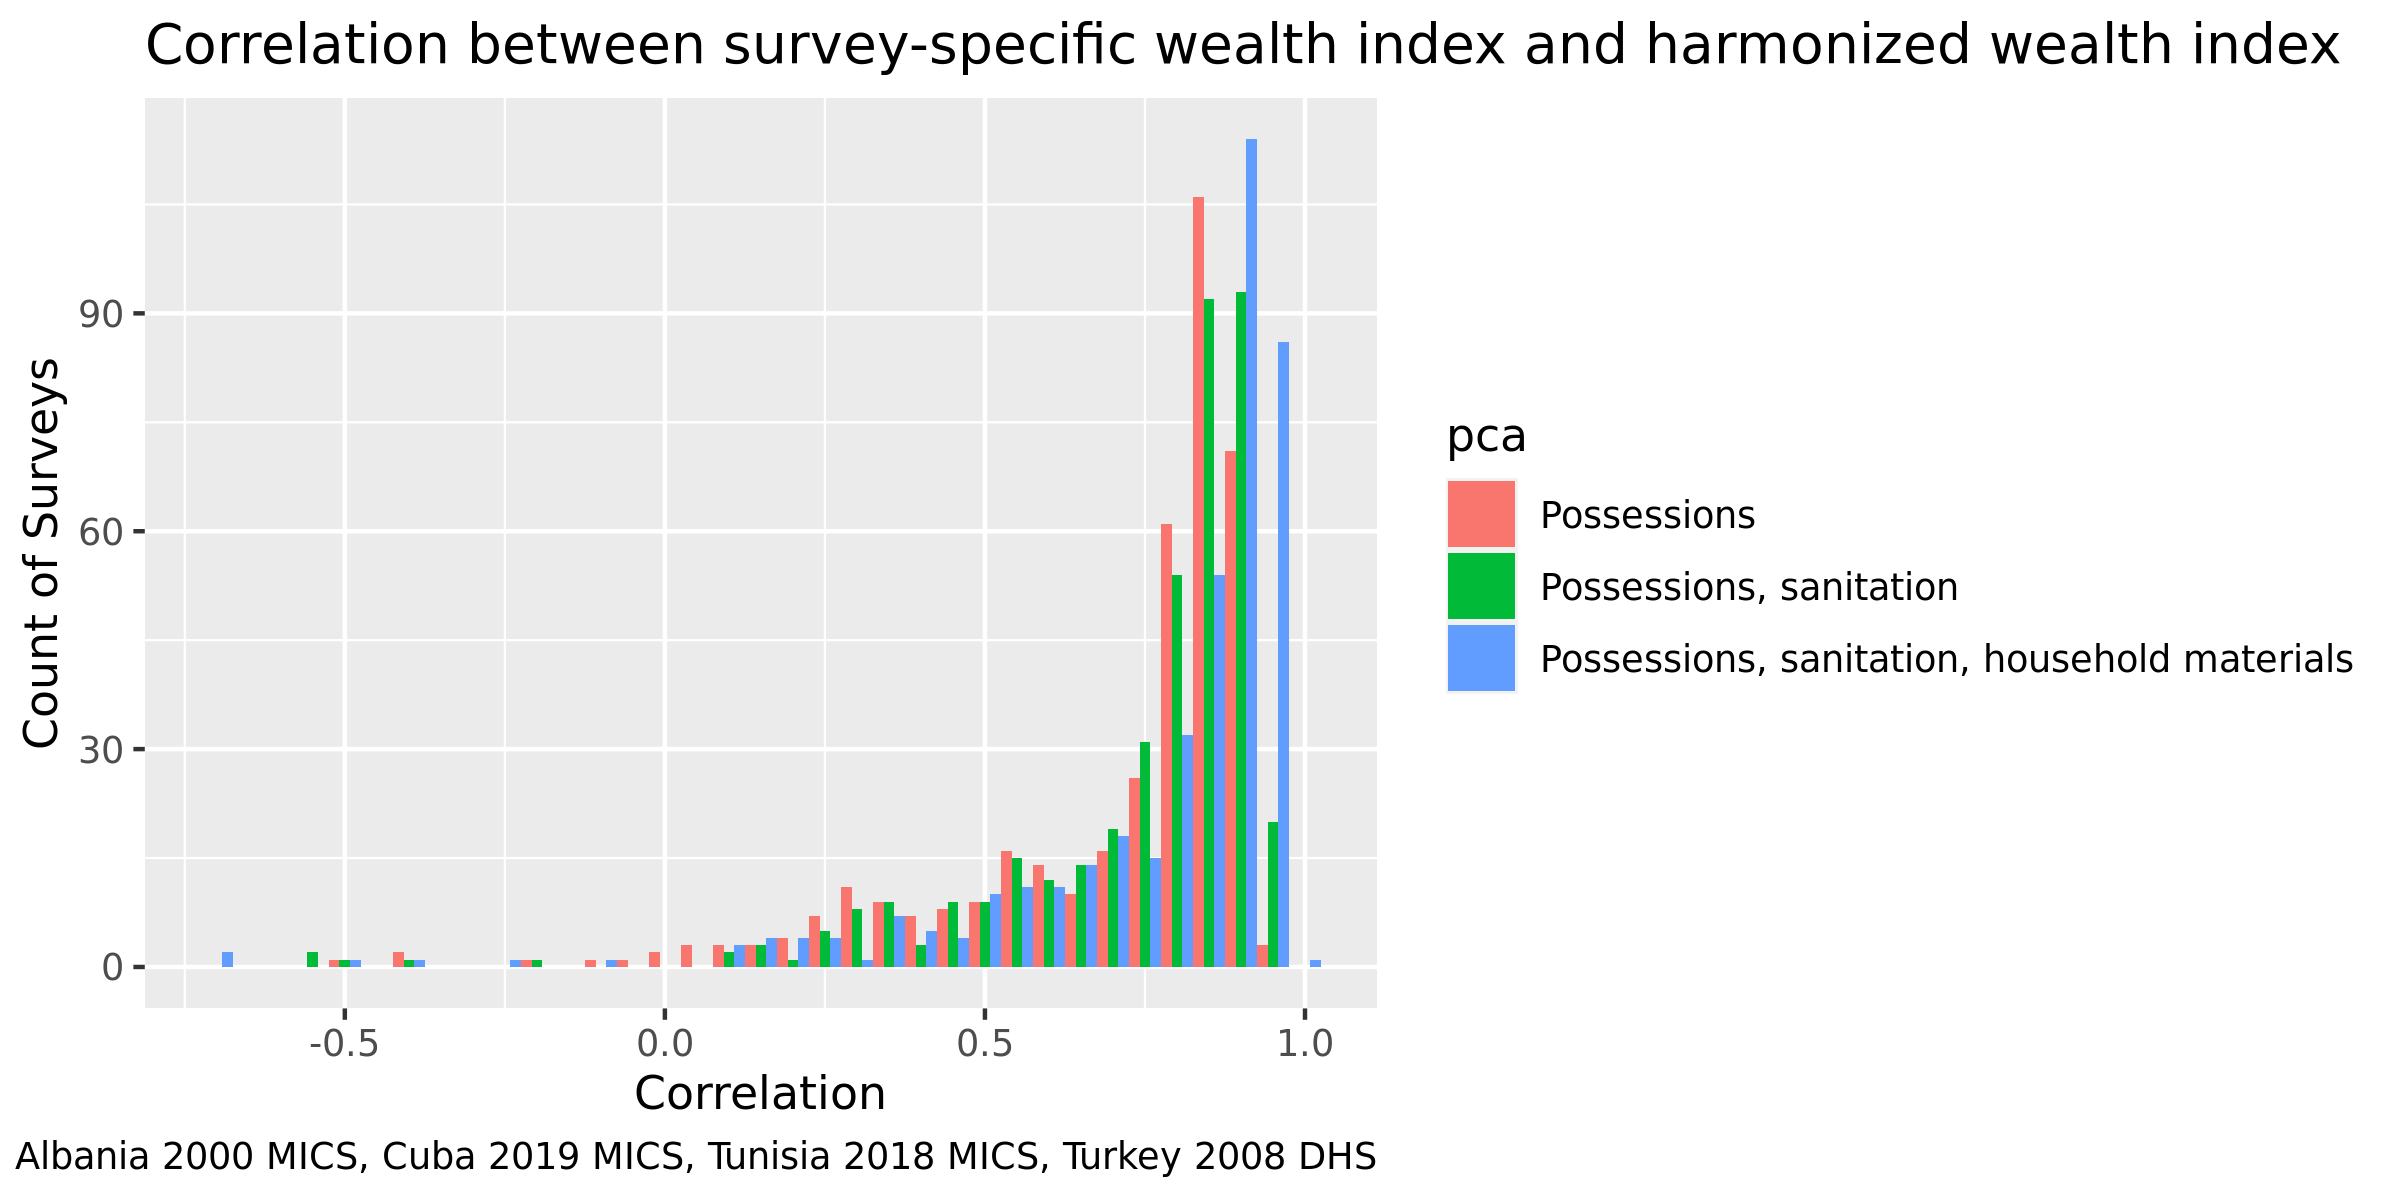 Correlation between survey-specific wealth index and harmonized wealth index
Count of Surveys
90
60
30
0
-0.5 0.0 0.5 1.0
Correlation
pca
Possessions
Possessions, sanitation
Possessions, sanitation, household materials
Albania 2000 MICS, Cuba 2019 MICS, Tunisia 2018 MICS, Turkey 2008 DHS